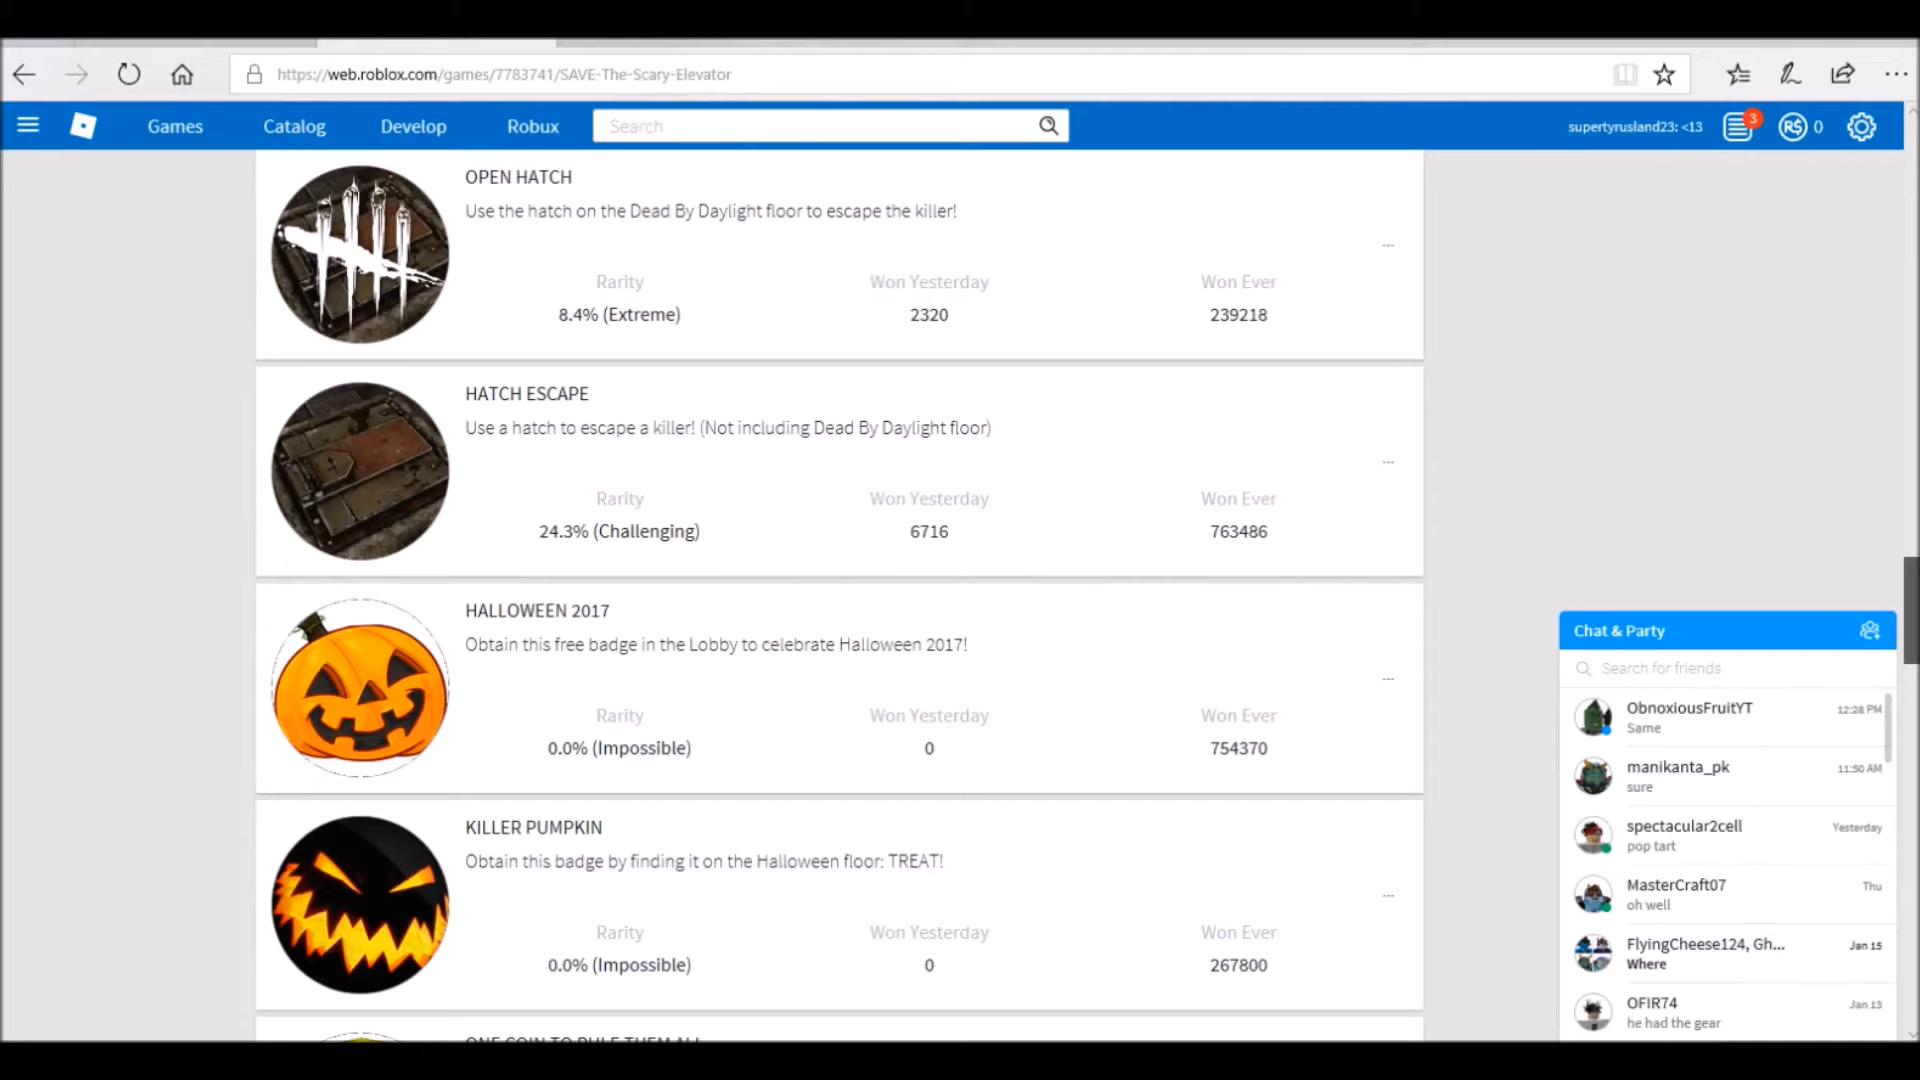 https://web.roblox.com/games/7783741/SAVE-The-Scary-Elevator
Games
Catalog
Develop
Robux
Search
supertyrusland23: <13
3
R$ 0
OPEN HATCH
Use the hatch on the Dead By Daylight floor to escape the killer!
Rarity
Won Yesterday
Won Ever
8.4% (Extreme)
2320
239218
HATCH ESCAPE
Use a hatch to escape a killer! (Not including Dead By Daylight floor)
Rarity
Won Yesterday
Won Ever
24.3% (Challenging)
6716
763486
HALLOWEEN 2017
Obtain this free badge in the Lobby to celebrate Halloween 2017!
Rarity
Won Yesterday
Won Ever
0.0% (Impossible)
0
754370
KILLER PUMPKIN
Obtain this badge by finding it on the Halloween floor: TREAT!
Rarity
Won Yesterday
Won Ever
0.0% (Impossible)
0
267800
ONE COIN TO RULE THEM ALL
Chat & Party
Search for friends
ObnoxiousFruitYT
12:28 PM
Same
manikanta_pk
11:50 AM
sure
spectacular2cell
Yesterday
pop tart
MasterCraft07
Thu
oh well
FlyingCheese124, Gh...
Jan 15
Where
OFIR74
Jan 13
he had the gear